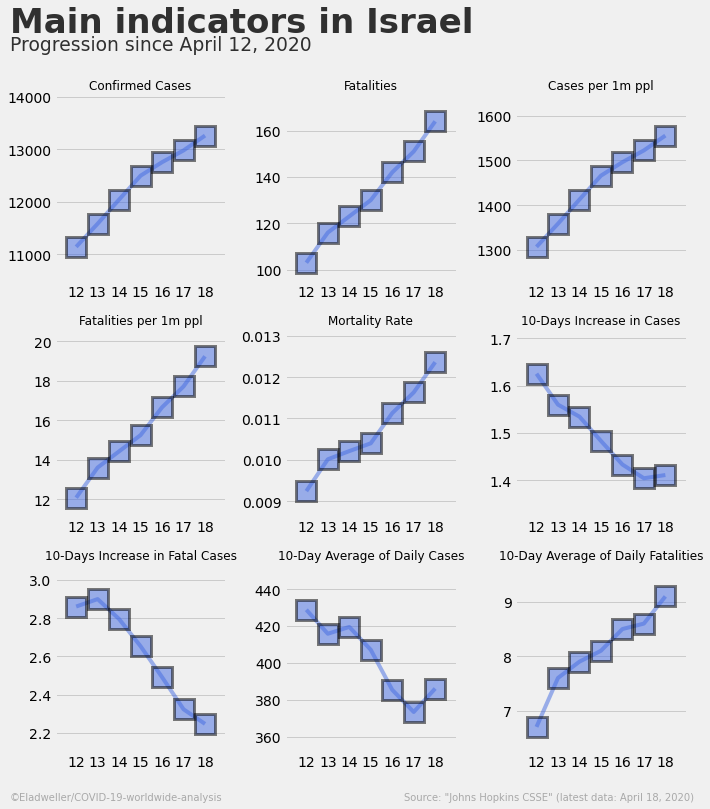 Main indicators in Israel
Progression since April 12, 2020
Confirmed Cases
14000
13000
12000
11000
12 13 14 15 16 17 18
Fatalities
160
140
120
100
12 13 14 15 16 17 18
Cases per 1m ppl
1600
1500
1400
1300
12 13 14 15 16 17 18
Fatalities per 1m ppl
20
18
16
14
12
12 13 14 15 16 17 18
Mortality Rate
0.013
0.012
0.011
0.010
0.009
12 13 14 15 16 17 18
10-Days Increase in Cases
1.7
1.6
1.5
1.4
12 13 14 15 16 17 18
10-Days Increase in Fatal Cases
3.0
2.8
2.6
2.4
2.2
12 13 14 15 16 17 18
10-Day Average of Daily Cases
440
420
400
380
360
12 13 14 15 16 17 18
10-Day Average of Daily Fatalities
9
8
7
12 13 14 15 16 17 18
©Eladweller/COVID-19-worldwide-analysis
Source: "Johns Hopkins CSSE" (latest data: April 18, 2020)